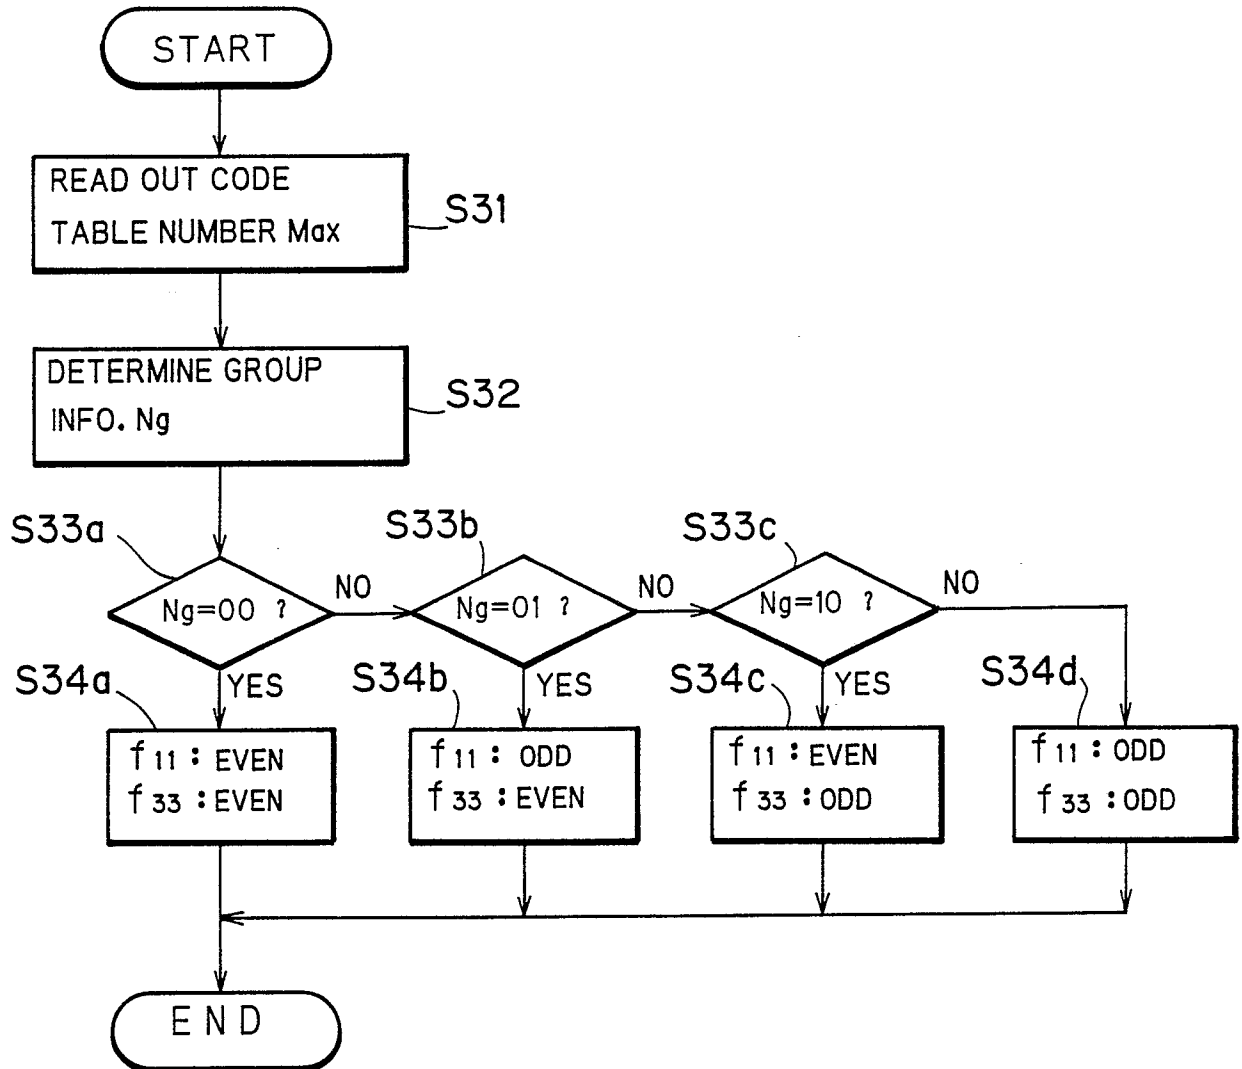 START
READ OUT CODE
TABLE NUMBER Max
S31
DETERMINE GROUP
INFO. Ng
S32
S33a
Ng=00 ?
NO
YES
S33b
Ng=01 ?
NO
YES
S33c
Ng=10 ?
NO
YES
S34a
f11 : EVEN
f33 : EVEN
S34b
f11 : ODD
f33 : EVEN
S34c
f11 : EVEN
f33 : ODD
S34d
f11 : ODD
f33 : ODD
END